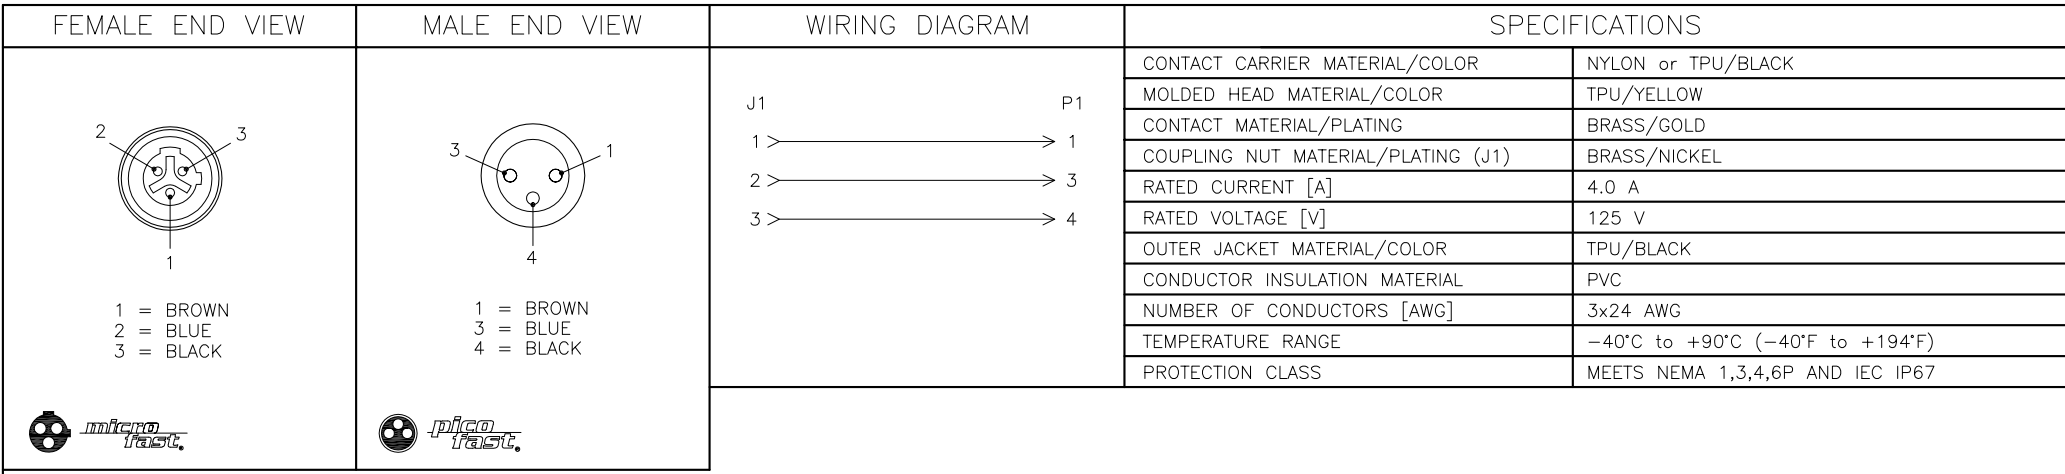 FEMALE END VIEW
MALE END VIEW
WIRING DIAGRAM
SPECIFICATIONS
2
3
1
1 = BROWN
2 = BLUE
3 = BLACK
micro
fast®
3
1
4
1 = BROWN
3 = BLUE
4 = BLACK
pico
fast®
J1 P1
1 1
2 3
3 4
CONTACT CARRIER MATERIAL/COLOR NYLON or TPU/BLACK
MOLDED HEAD MATERIAL/COLOR TPU/YELLOW
CONTACT MATERIAL/PLATING BRASS/GOLD
COUPLING NUT MATERIAL/PLATING (J1) BRASS/NICKEL
RATED CURRENT [A] 4.0 A
RATED VOLTAGE [V] 125 V
OUTER JACKET MATERIAL/COLOR TPU/BLACK
CONDUCTOR INSULATION MATERIAL PVC
NUMBER OF CONDUCTORS [AWG] 3x24 AWG
TEMPERATURE RANGE −40°C to +90°C (−40°F to +194°F)
PROTECTION CLASS MEETS NEMA 1,3,4,6P AND IEC IP67